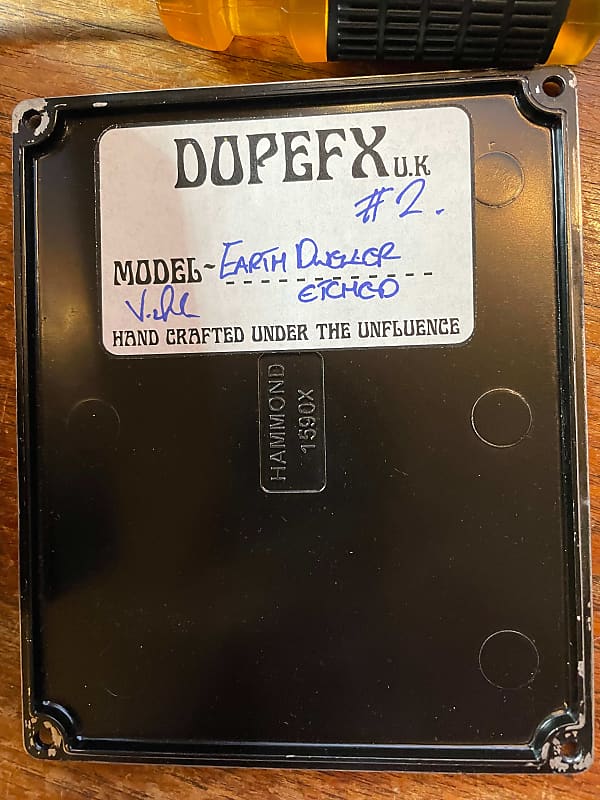 DOPEFX U.K
#2.
MODEL~EARTH DWELLER
ETCHED
HAND CRAFTED UNDER THE UNFLUENCE
HAMMOND
1590X